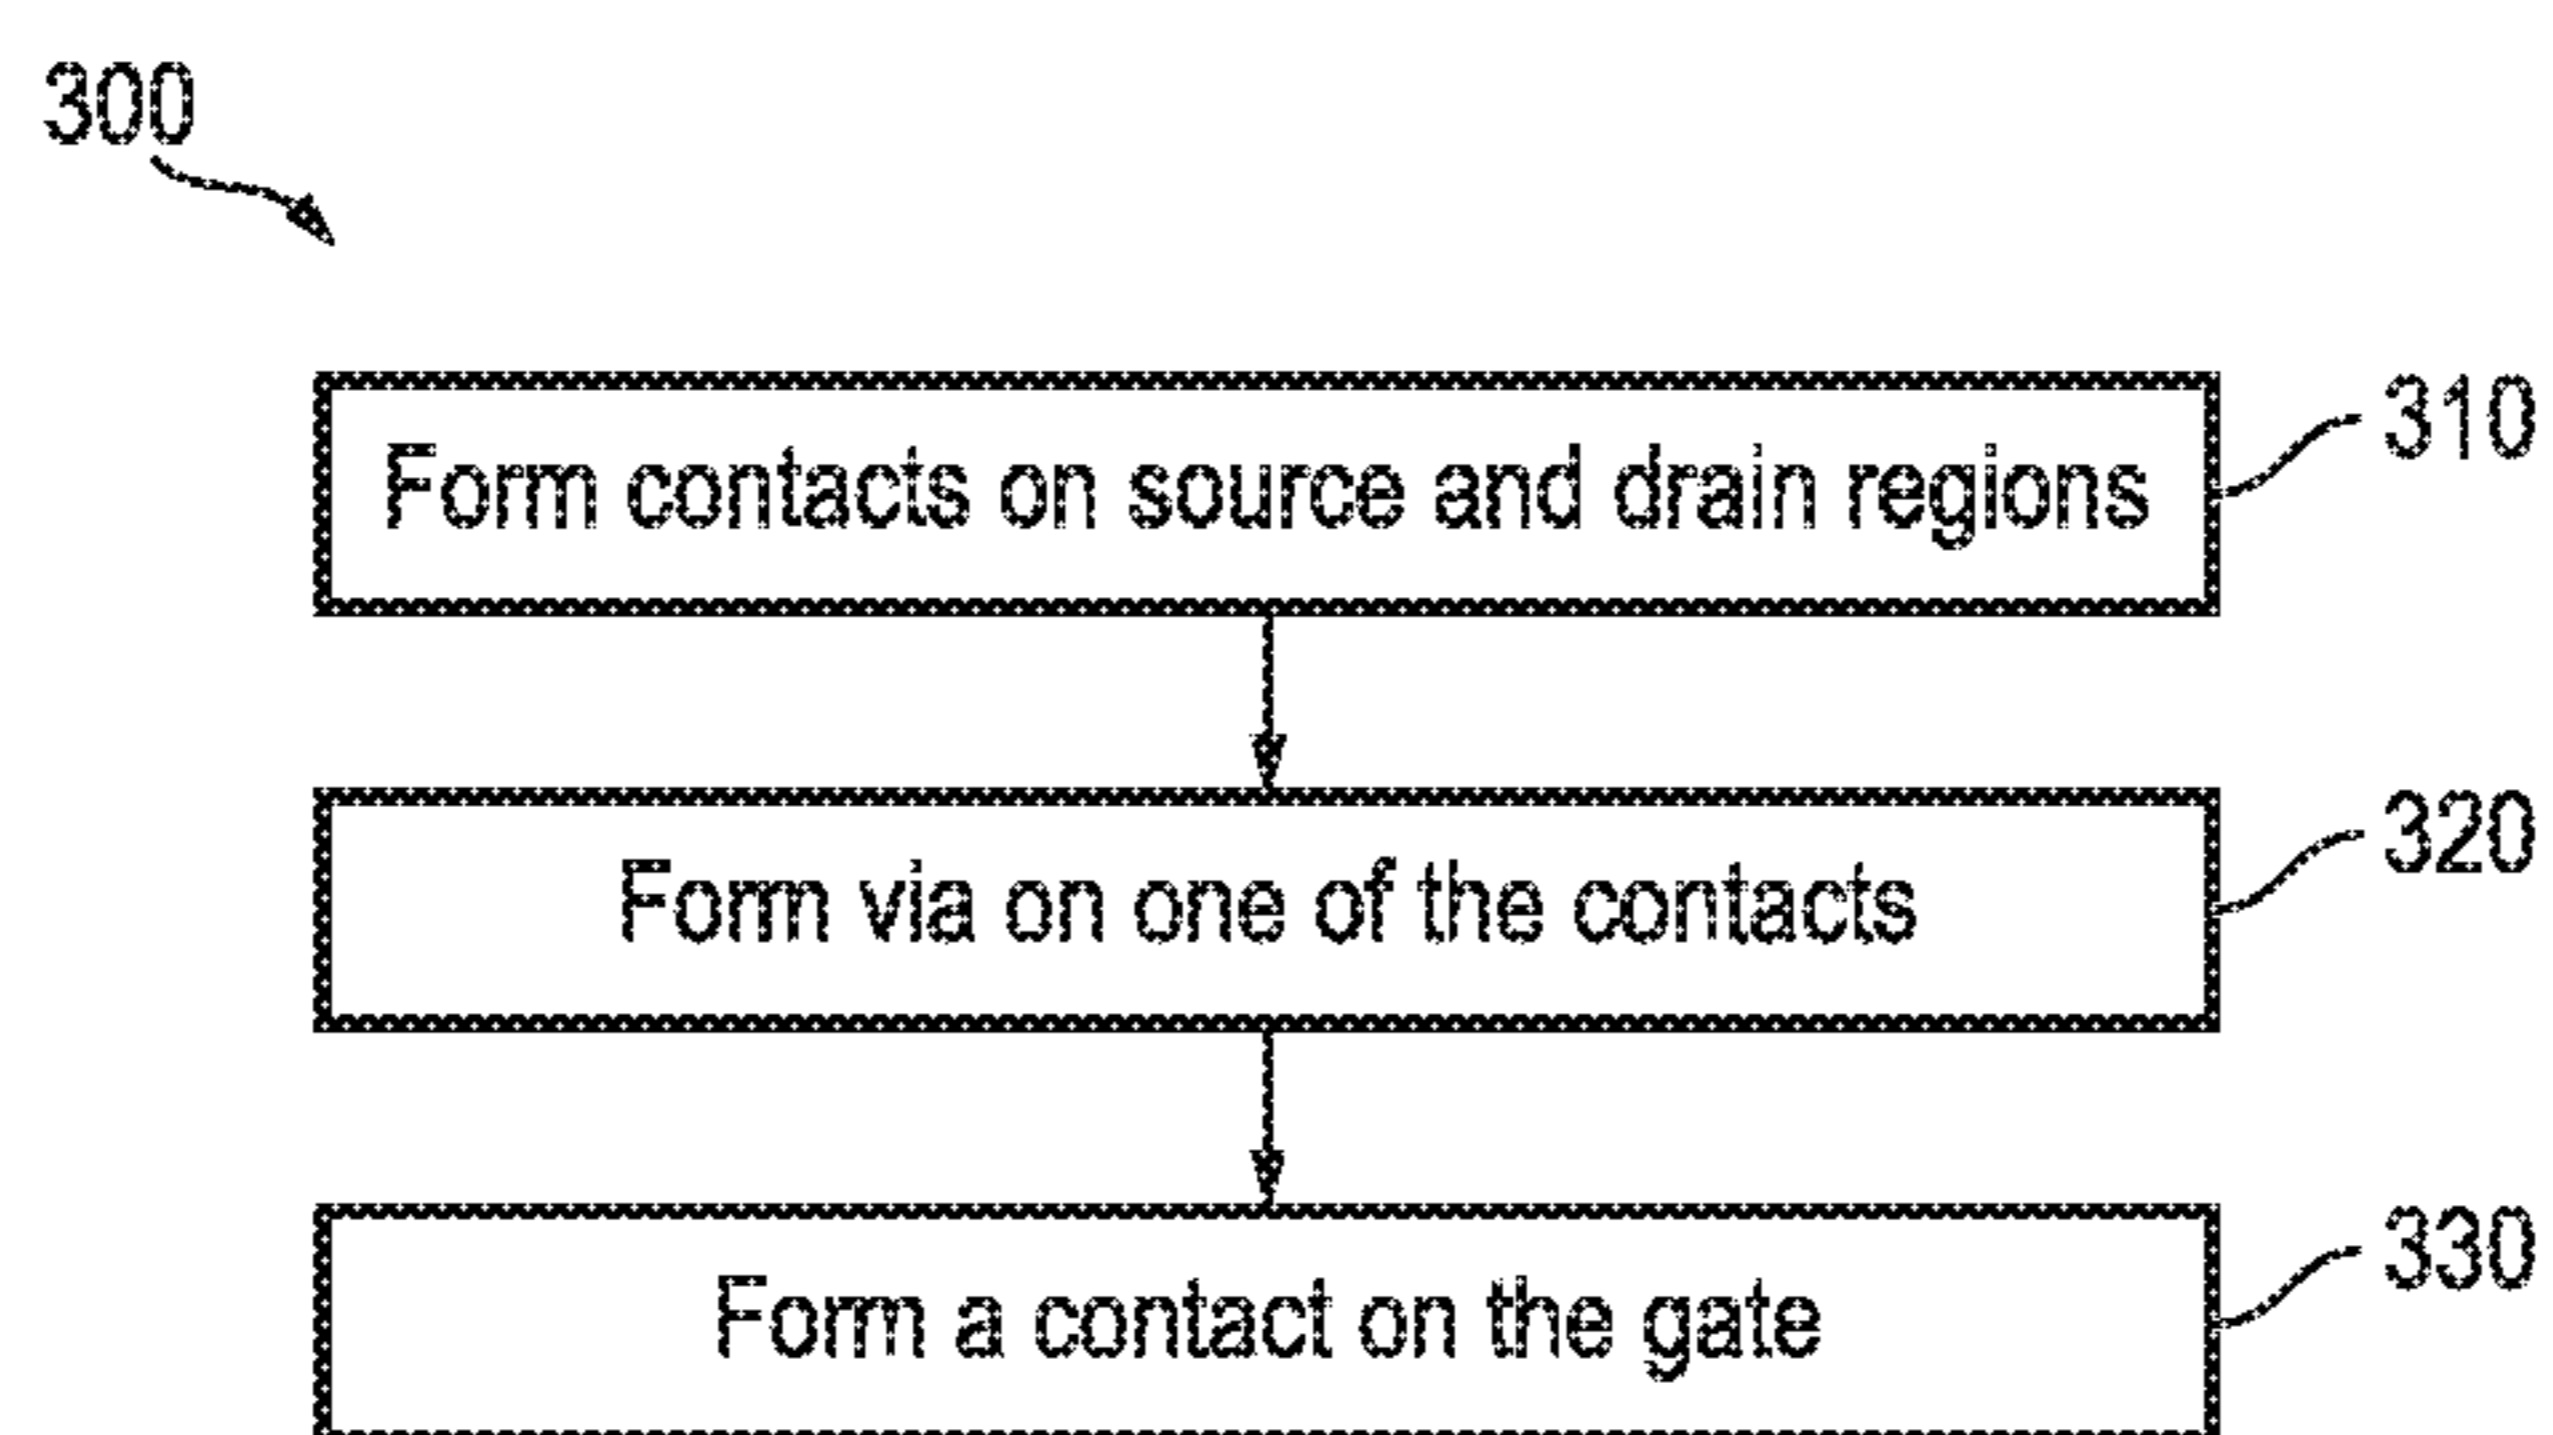 300
Form contacts on source and drain regions
310
Form via on one of the contacts
320
Form a contact on the gate
330